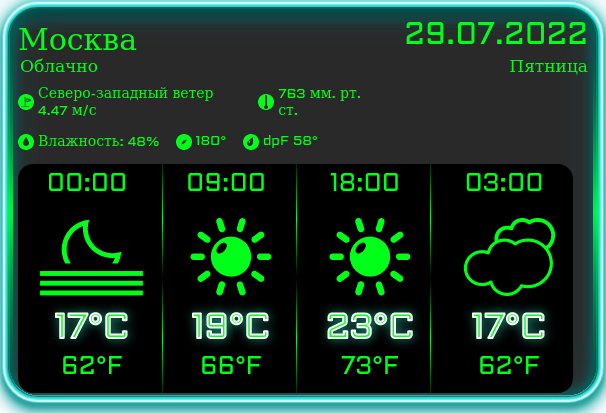 Москва 29.07.2022
Облачно Пятница
Северо-западный ветер 763 мм. рт.
4.47 м/с ст.
Влажность: 48% 180° dpF 58°
00:00 09:00 18:00 03:00
17°C 19°C 23°C 17°C
62°F 66°F 73°F 62°F